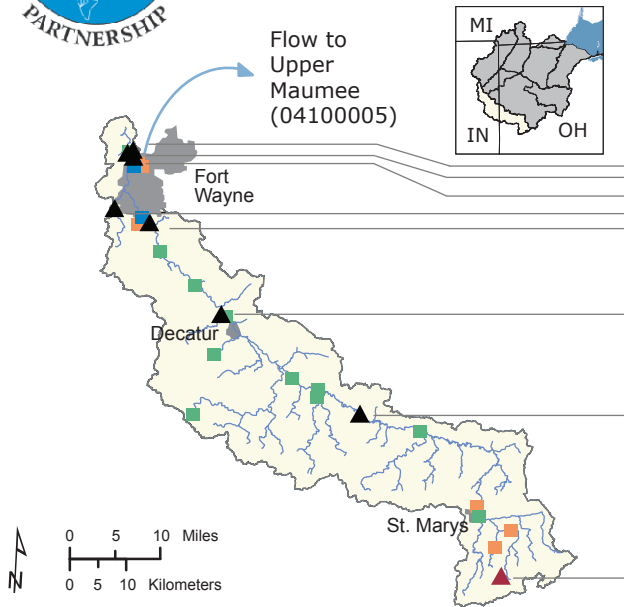 PARTNERSHIP
Flow to
Upper
Maumee
(04100005)
MI
IN
OH
Fort
Wayne
Decatur
St. Marys
N
0 5 10 Miles
0 5 10 Kilometers